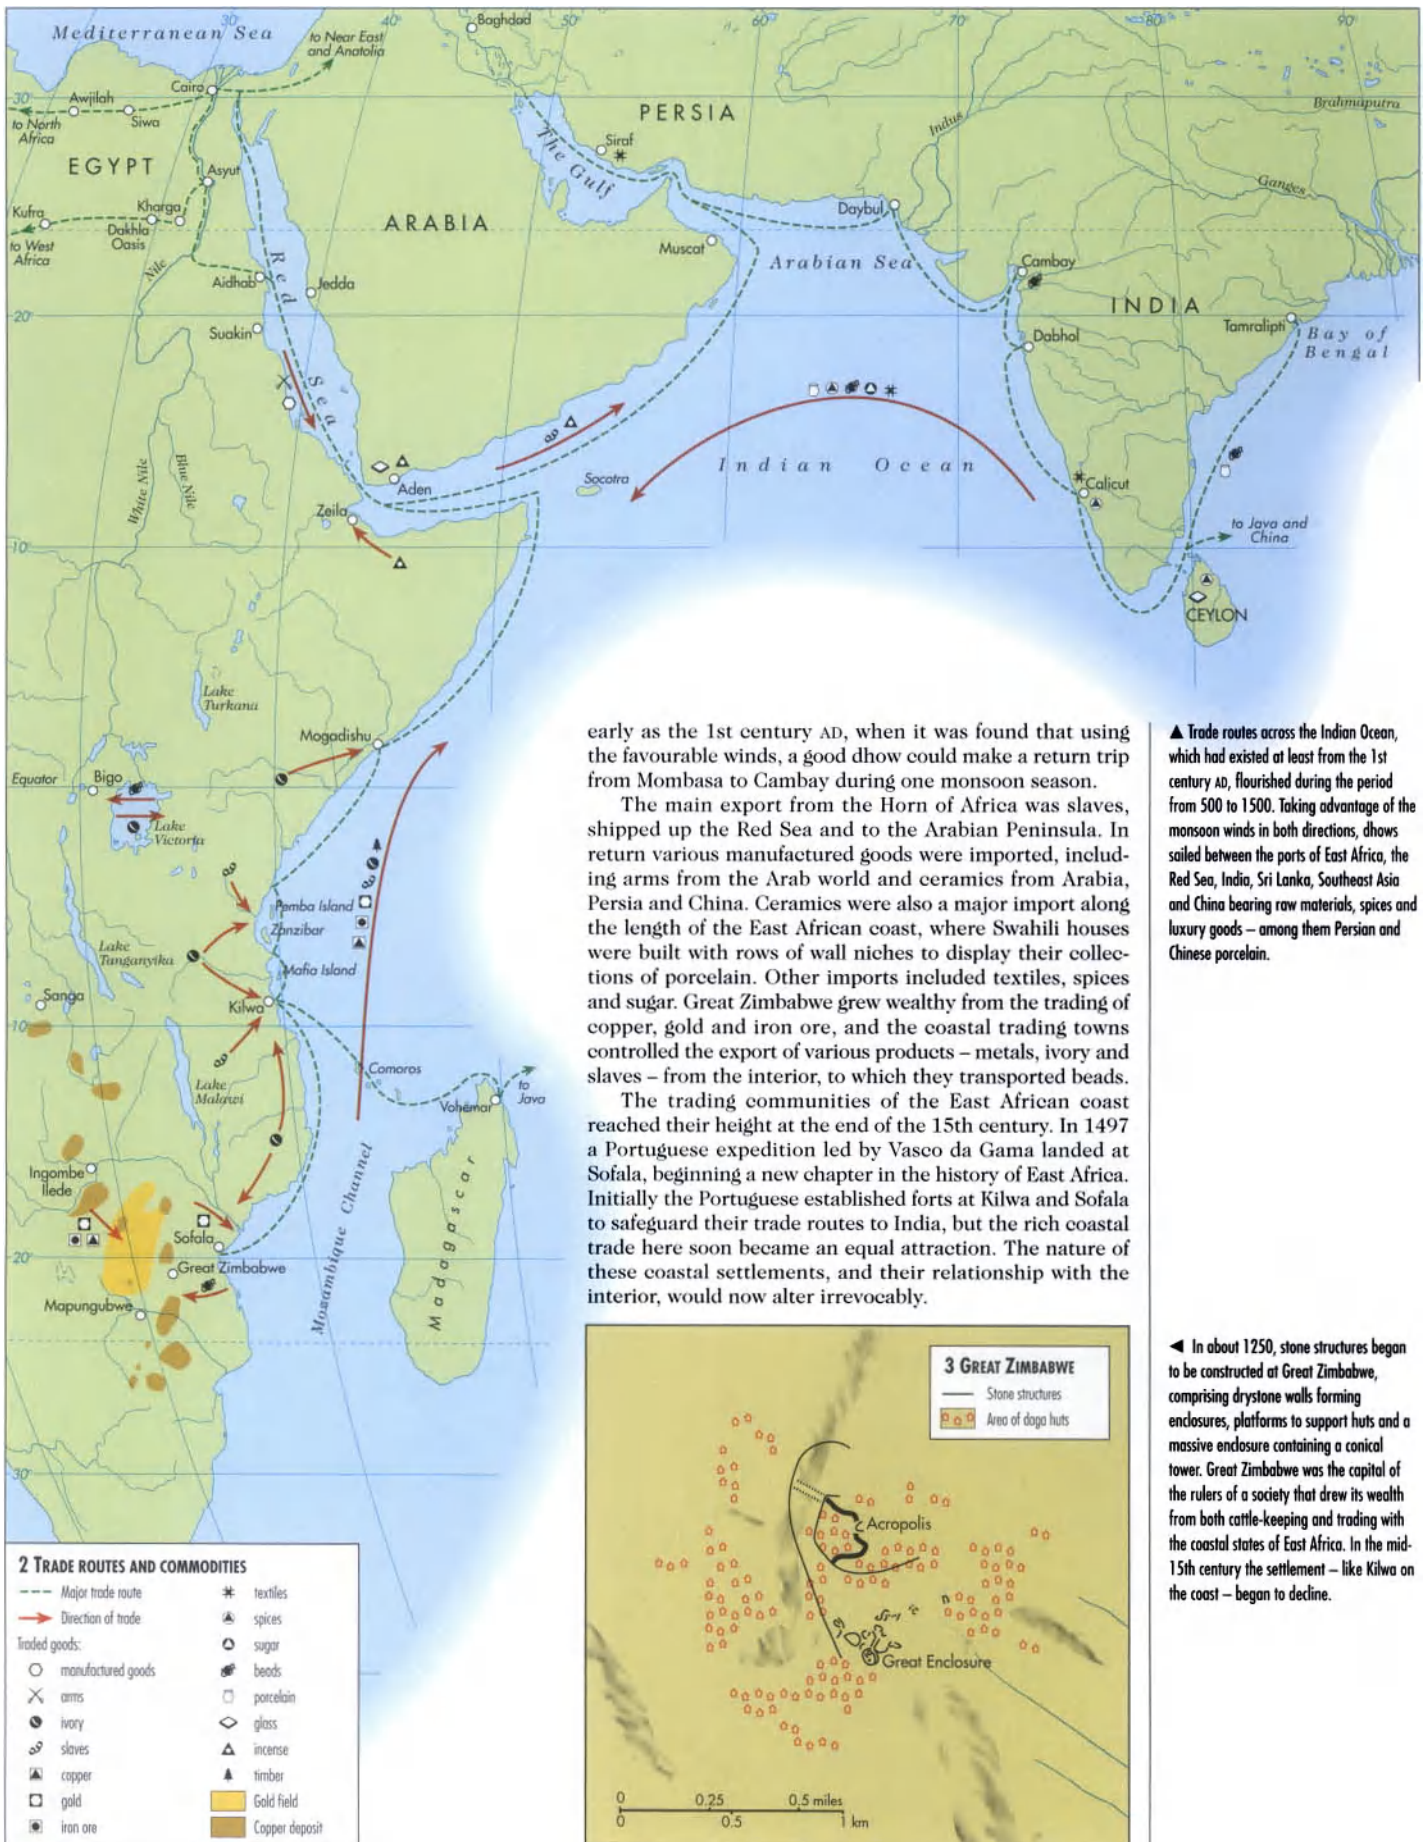 30°
40°
50°
60°
70°
80°
90°
Mediterranean Sea
to Near East
and Anatolia
Baghdad
Cairo
30°
Awjilah
Siwa
to North
Africa
EGYPT
Asyut
Kufra
Kharga
Dakhla
Oasis
to West
Africa
Nile
Aidhab
Jedda
Red Sea
Suakin
ARABIA
PERSIA
The Gulf
Siraf
Muscat
Daybul
Arabian Sea
Indus
Brahmaputra
Ganges
Cambay
INDIA
Dabhol
Tamralipti
Bay of
Bengal
20°
White Nile
Blue Nile
Aden
Zeila
Socotra
Indian Ocean
Calicut
to Java and
China
CEYLON
10°
Lake
Turkana
Mogadishu
Equator
Bigo
Lake
Victoria
Pemba Island
Zanzibar
Lake
Tanganyika
Mafia Island
Sanga
Kilwa
10°
Lake
Malawi
Comoros
Vohémar
to
Java
Ingombe
Ilede
Sofala
20°
Great Zimbabwe
Mapungubwe
Mozambique Channel
Madagascar
30°
early as the 1st century AD, when it was found that using
the favourable winds, a good dhow could make a return trip
from Mombasa to Cambay during one monsoon season.
The main export from the Horn of Africa was slaves,
shipped up the Red Sea and to the Arabian Peninsula. In
return various manufactured goods were imported, includ-
ing arms from the Arab world and ceramics from Arabia,
Persia and China. Ceramics were also a major import along
the length of the East African coast, where Swahili houses
were built with rows of wall niches to display their collec-
tions of porcelain. Other imports included textiles, spices
and sugar. Great Zimbabwe grew wealthy from the trading of
copper, gold and iron ore, and the coastal trading towns
controlled the export of various products – metals, ivory and
slaves – from the interior, to which they transported beads.
The trading communities of the East African coast
reached their height at the end of the 15th century. In 1497
a Portuguese expedition led by Vasco da Gama landed at
Sofala, beginning a new chapter in the history of East Africa.
Initially the Portuguese established forts at Kilwa and Sofala
to safeguard their trade routes to India, but the rich coastal
trade here soon became an equal attraction. The nature of
these coastal settlements, and their relationship with the
interior, would now alter irrevocably.
▲ Trade routes across the Indian Ocean,
which had existed at least from the 1st
century AD, flourished during the period
from 500 to 1500. Taking advantage of the
monsoon winds in both directions, dhows
sailed between the ports of East Africa, the
Red Sea, India, Sri Lanka, Southeast Asia
and China bearing raw materials, spices and
luxury goods – among them Persian and
Chinese porcelain.
◄ In about 1250, stone structures began
to be constructed at Great Zimbabwe,
comprising drystone walls forming
enclosures, platforms to support huts and a
massive enclosure containing a conical
tower. Great Zimbabwe was the capital of
the rulers of a society that drew its wealth
from both cattle-keeping and trading with
the coastal states of East Africa. In the mid-
15th century the settlement – like Kilwa on
the coast – began to decline.
2 TRADE ROUTES AND COMMODITIES
Major trade route
Direction of trade
Traded goods:
manufactured goods
arms
ivory
slaves
copper
gold
iron ore
textiles
spices
sugar
beads
porcelain
glass
incense
timber
Gold field
Copper deposit
3 GREAT ZIMBABWE
Stone structures
Area of daga huts
Acropolis
Great Enclosure
0 0.25 0.5 miles
0 0.5 1 km